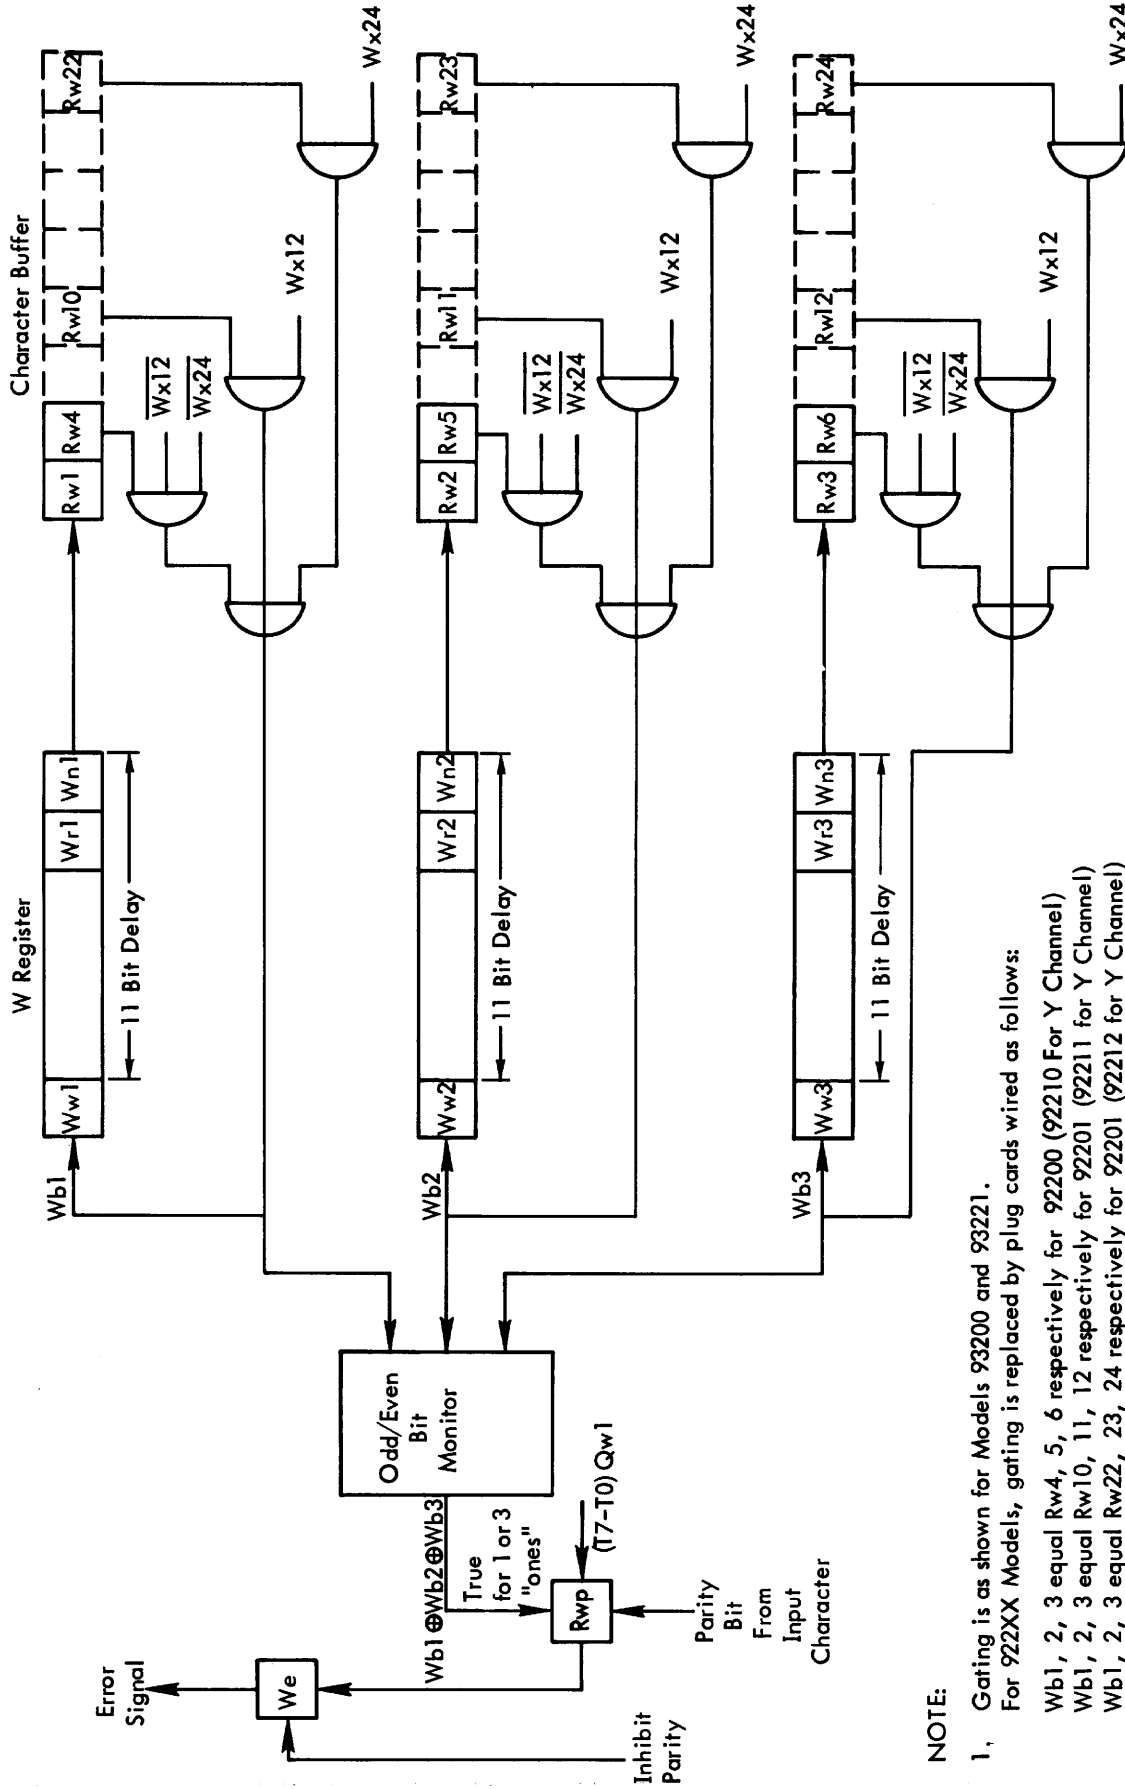 W Register
Character Buffer
Wb1
Ww1
Wr1
Wn1
11 Bit Delay
Rw1
Rw4
Rw10
Rw22
Wx12
Wx24
Wx12
Wx24
Wb2
Ww2
Wr2
Wn2
11 Bit Delay
Rw2
Rw5
Rw11
Rw23
Wx12
Wx24
Wx12
Wx24
Wb3
Ww3
Wr3
Wn3
11 Bit Delay
Rw3
Rw6
Rw12
Rw24
Wx12
Wx24
Wx12
Wx24
Odd/Even
Bit
Monitor
Wb1⊕Wb2⊕Wb3
True
for 1 or 3
"ones"
(T7-T0) Qw1
Rwp
Parity
Bit
From
Input
Character
We
Error
Signal
Inhibit
Parity
NOTE:
1. Gating is as shown for Models 93200 and 93221.
For 922XX Models, gating is replaced by plug cards wired as follows:
Wb1, 2, 3 equal Rw4, 5, 6 respectively for 92200 (92210 For Y Channel)
Wb1, 2, 3 equal Rw10, 11, 12 respectively for 92201 (92211 for Y Channel)
Wb1, 2, 3 equal Rw22, 23, 24 respectively for 92201 (92212 for Y Channel)